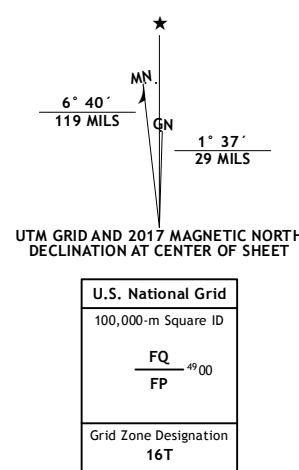 ★
MN
GN
6° 40´
119 MILS
1° 37´
29 MILS
UTM GRID AND 2017 MAGNETIC NORTH
DECLINATION AT CENTER OF SHEET
U.S. National Grid
100,000-m Square ID
FQ
4900
FP
Grid Zone Designation
16T